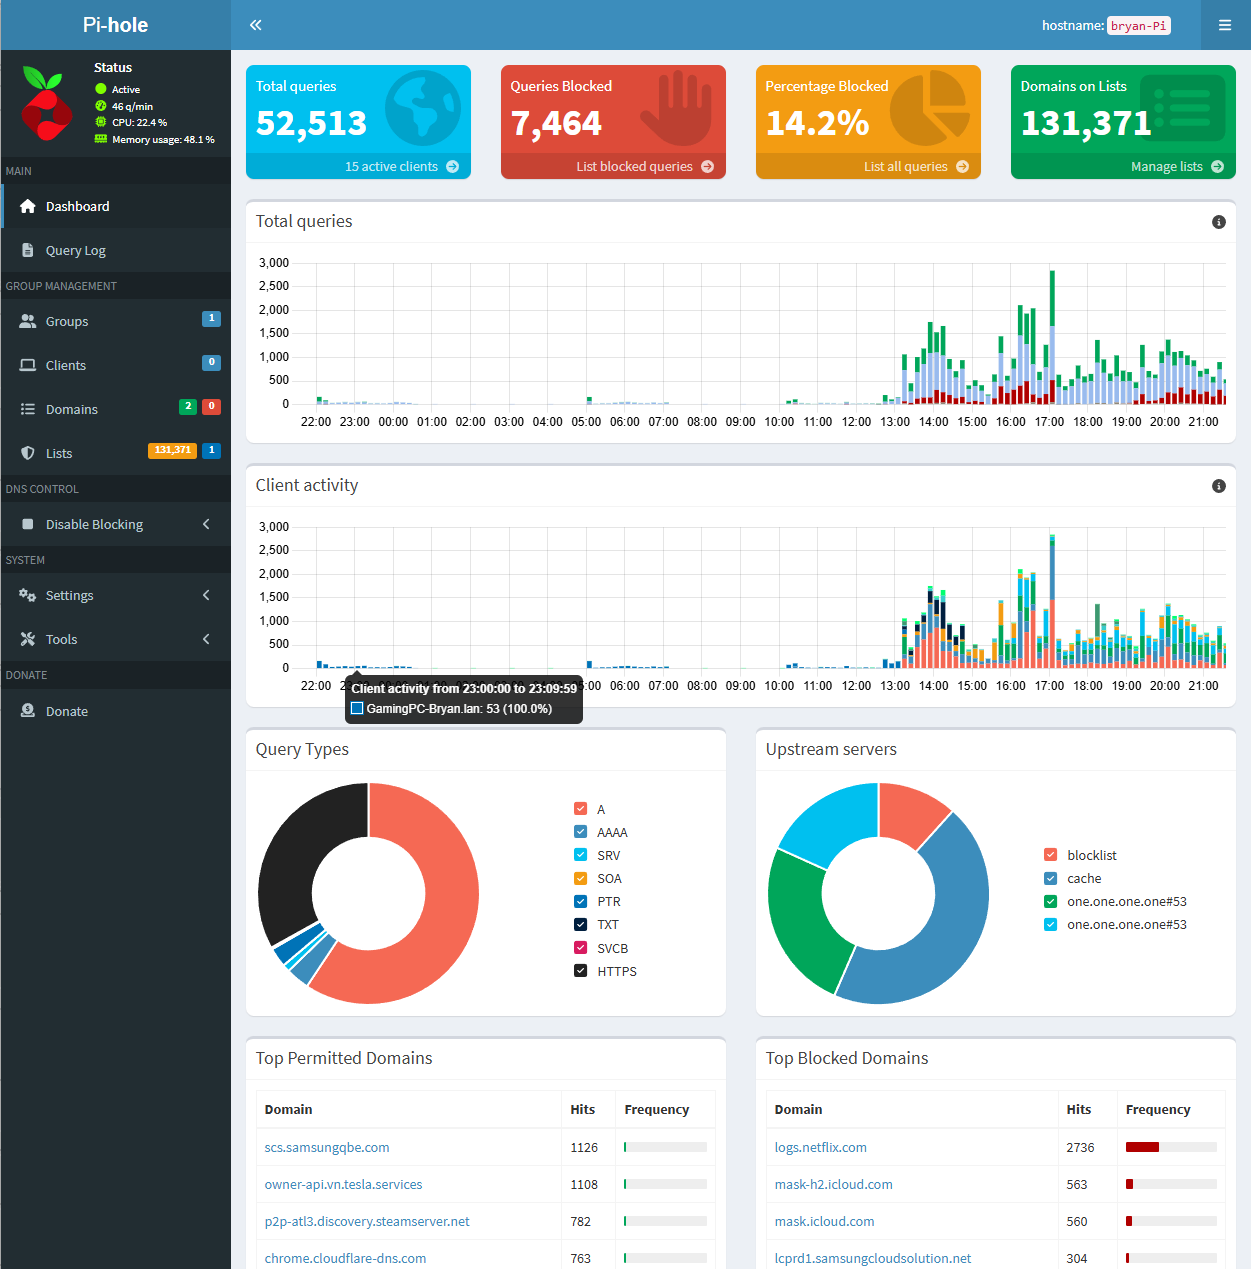 Pi-hole
hostname: bryan-Pi
Status
Active
46 q/min
CPU: 22.4 %
Memory usage: 48.1 %
MAIN
Dashboard
Query Log
GROUP MANAGEMENT
Groups 1
Clients 0
Domains 2 0
Lists 131,371 1
DNS CONTROL
Disable Blocking
SYSTEM
Settings
Tools
DONATE
Donate
Total queries
52,513
15 active clients
Queries Blocked
7,464
List blocked queries
Percentage Blocked
14.2%
List all queries
Domains on Lists
131,371
Manage lists
Total queries
3,000
2,500
2,000
1,500
1,000
500
0
22:00 23:00 00:00 01:00 02:00 03:00 04:00 05:00 06:00 07:00 08:00 09:00 10:00 11:00 12:00 13:00 14:00 15:00 16:00 17:00 18:00 19:00 20:00 21:00
Client activity
3,000
2,500
2,000
1,500
1,000
500
0
22:00 06:00 07:00 08:00 09:00 10:00 11:00 12:00 13:00 14:00 15:00 16:00 17:00 18:00 19:00 20:00 21:00
Client activity from 23:00:00 to 23:09:59
GamingPC-Bryan.lan: 53 (100.0%)
Query Types
A
AAAA
SRV
SOA
PTR
TXT
SVCB
HTTPS
Upstream servers
blocklist
cache
one.one.one.one#53
one.one.one.one#53
Top Permitted Domains
Domain Hits Frequency
scs.samsungqbe.com 1126
owner-api.vn.tesla.services 1108
p2p-atl3.discovery.steamserver.net 782
chrome.cloudflare-dns.com 763
Top Blocked Domains
Domain Hits Frequency
logs.netflix.com 2736
mask-h2.icloud.com 563
mask.icloud.com 560
lcprd1.samsungcloudsolution.net 304